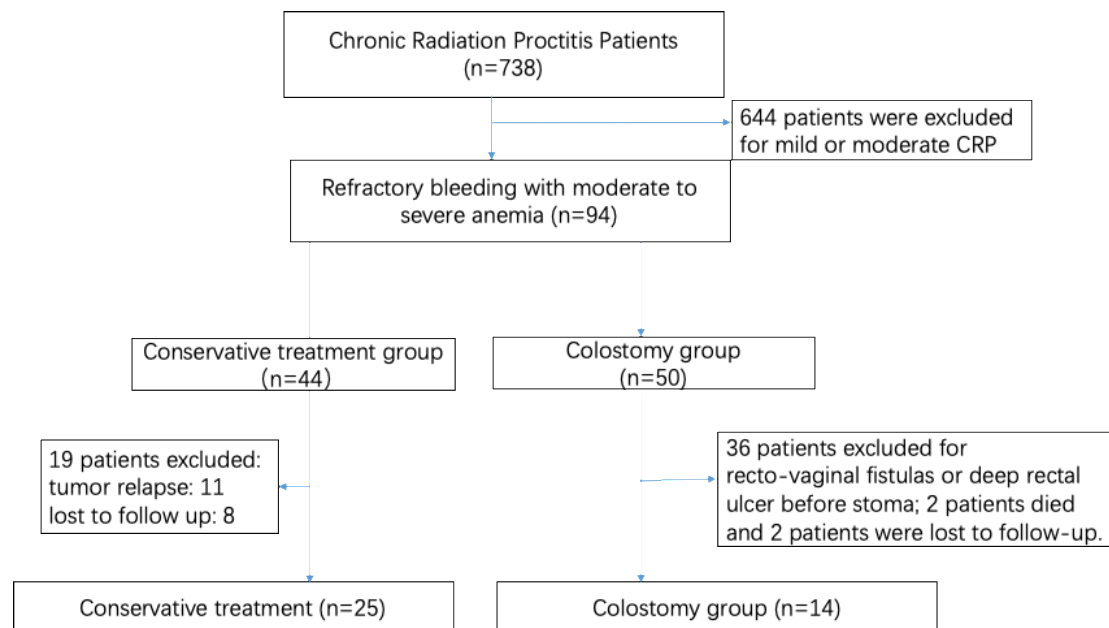 Chronic Radiation Proctitis Patients
(n=738)
644 patients were excluded
for mild or moderate CRP
Refractory bleeding with moderate to
severe anemia (n=94)
Conservative treatment group
(n=44)
Colostomy group
(n=50)
19 patients excluded:
tumor relapse: 11
lost to follow up: 8
36 patients excluded for
recto-vaginal fistulas or deep rectal
ulcer before stoma; 2 patients died
and 2 patients were lost to follow-up.
Conservative treatment (n=25)
Colostomy group (n=14)